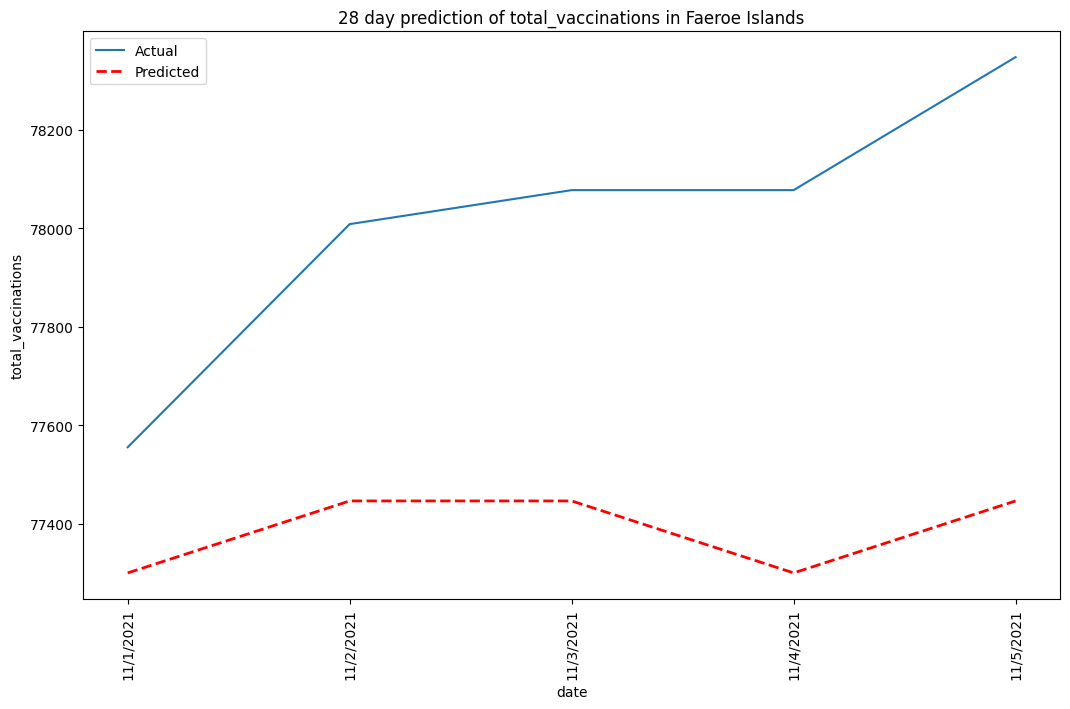 28 day prediction of total_vaccinations in Faeroe Islands
Actual
Predicted
total_vaccinations
78200
78000
77800
77600
77400
11/1/2021
11/2/2021
11/3/2021
11/4/2021
11/5/2021
date